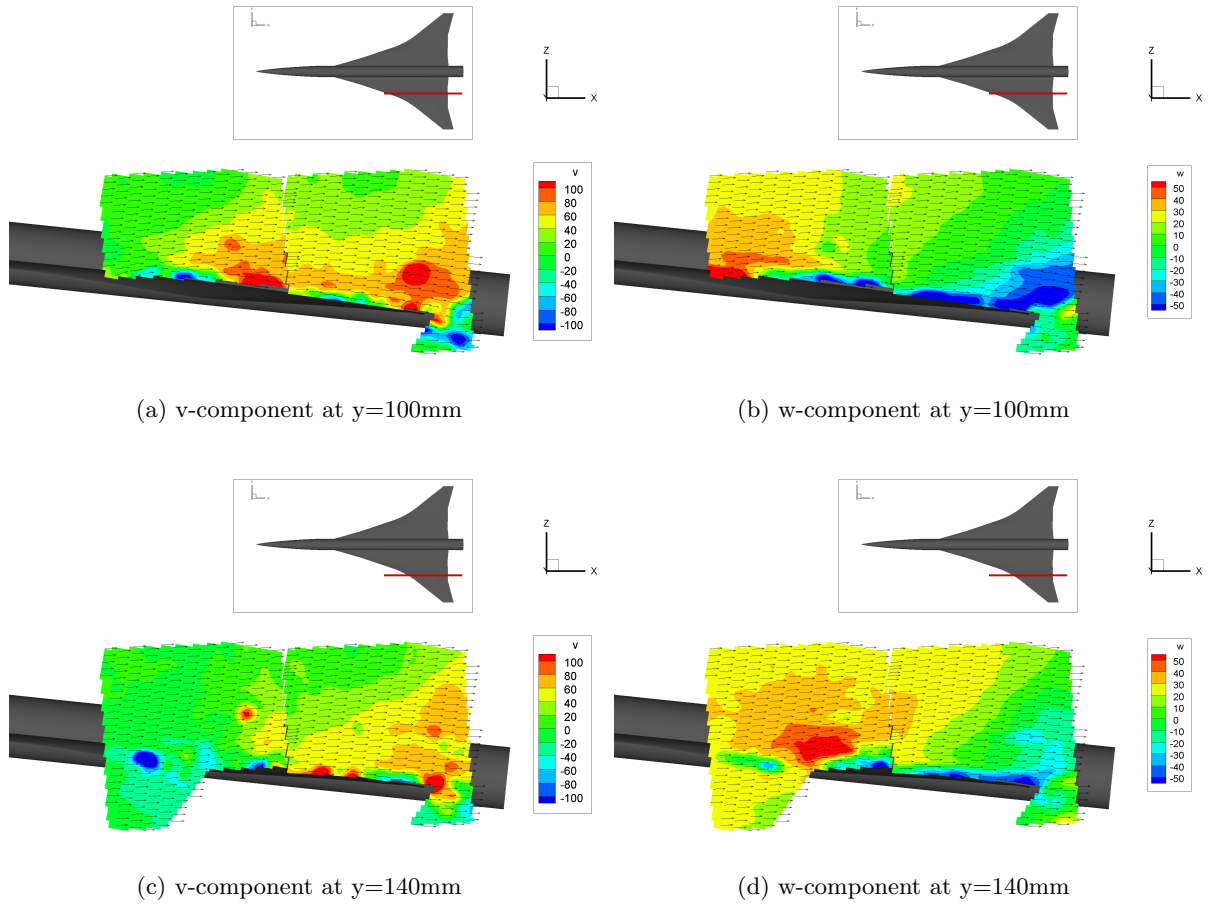 Z
X
Z
X
v
100
80
60
40
20
0
-20
-40
-60
-80
-100
w
50
40
30
20
10
0
-10
-20
-30
-40
-50
(a) v-component at y=100mm
(b) w-component at y=100mm
Z
X
Z
X
v
100
80
60
40
20
0
-20
-40
-60
-80
-100
w
50
40
30
20
10
0
-10
-20
-30
-40
-50
(c) v-component at y=140mm
(d) w-component at y=140mm